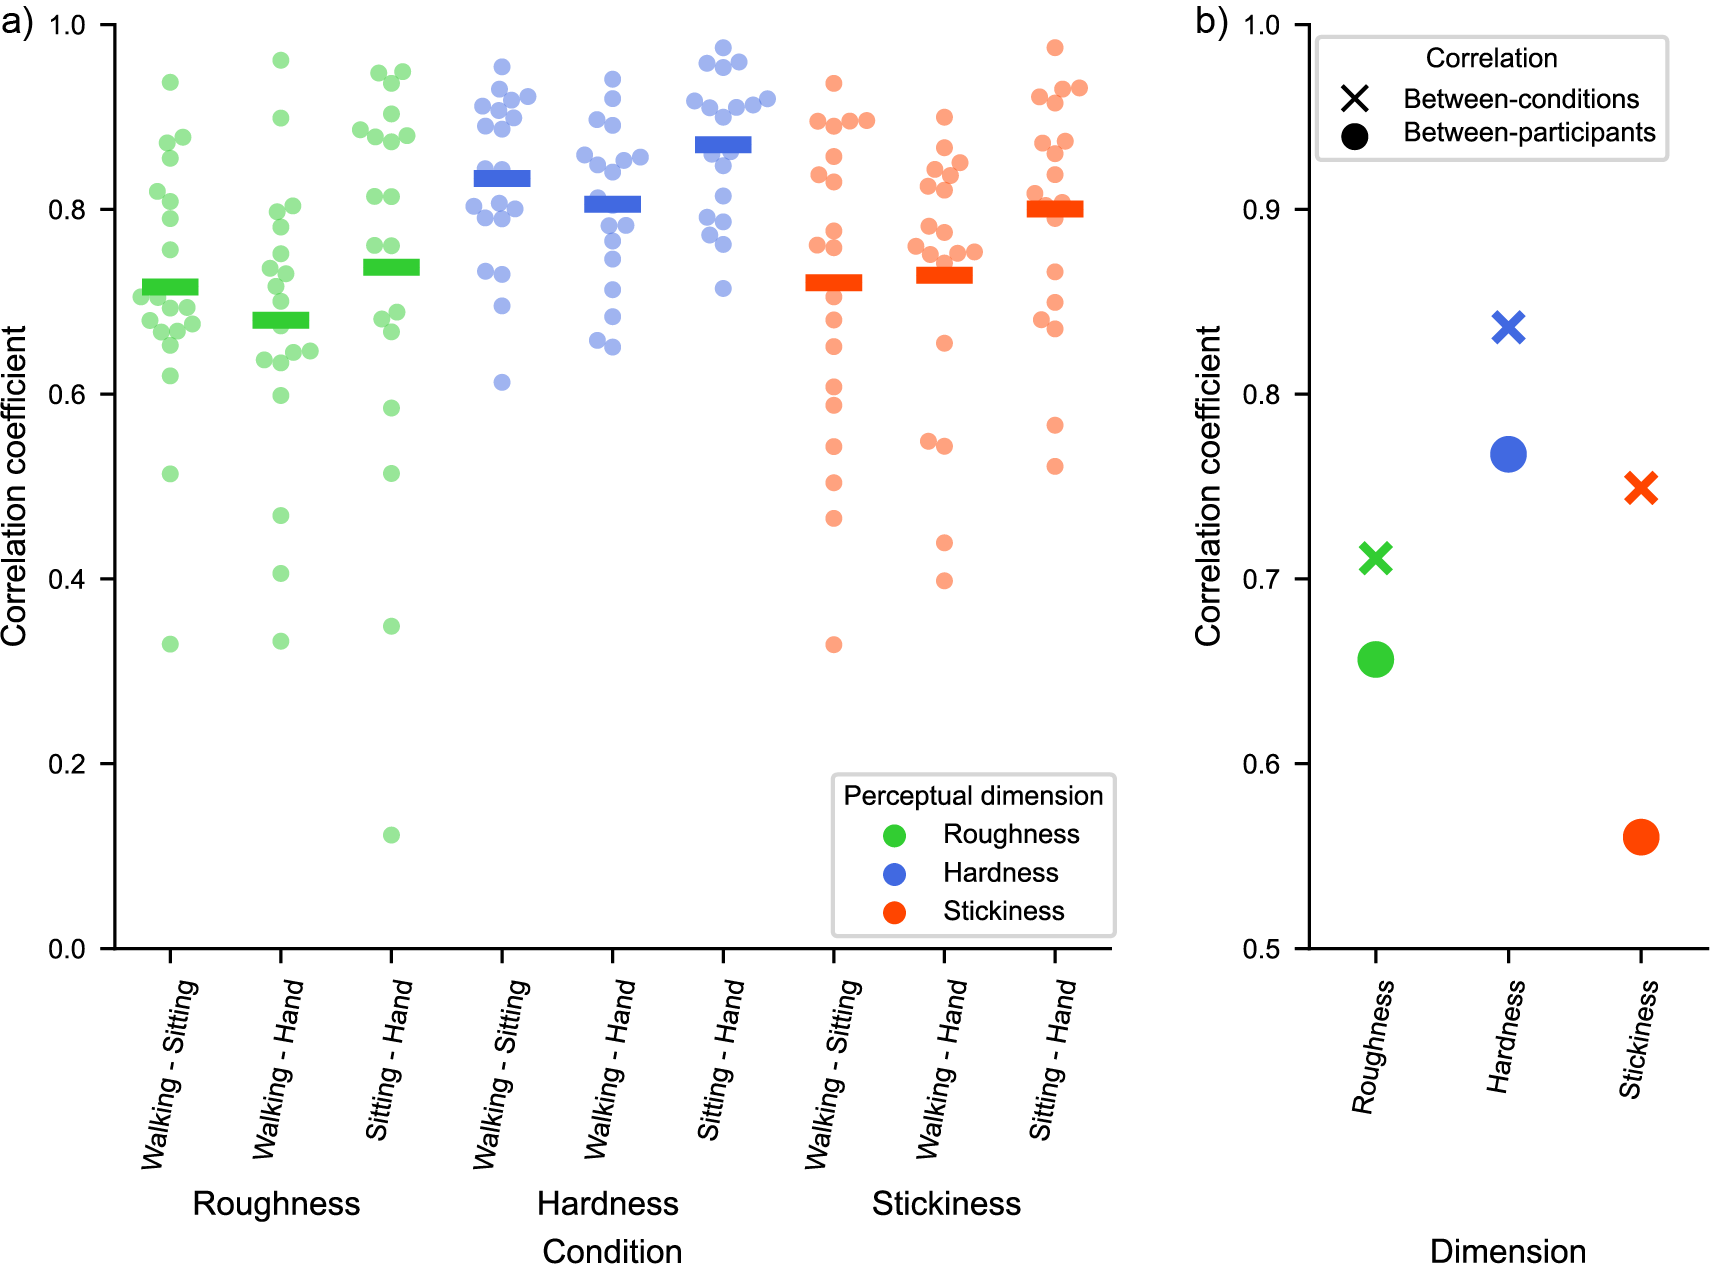 a)
Correlation coefficient
1.0
0.8
0.6
0.4
0.2
0.0
Perceptual dimension
Roughness
Hardness
Stickiness
Walking - Sitting
Walking - Hand
Sitting - Hand
Walking - Sitting
Walking - Hand
Sitting - Hand
Walking - Sitting
Walking - Hand
Sitting - Hand
Roughness
Hardness
Stickiness
Condition
b)
Correlation coefficient
1.0
0.9
0.8
0.7
0.6
0.5
Correlation
Between-conditions
Between-participants
Roughness
Hardness
Stickiness
Dimension